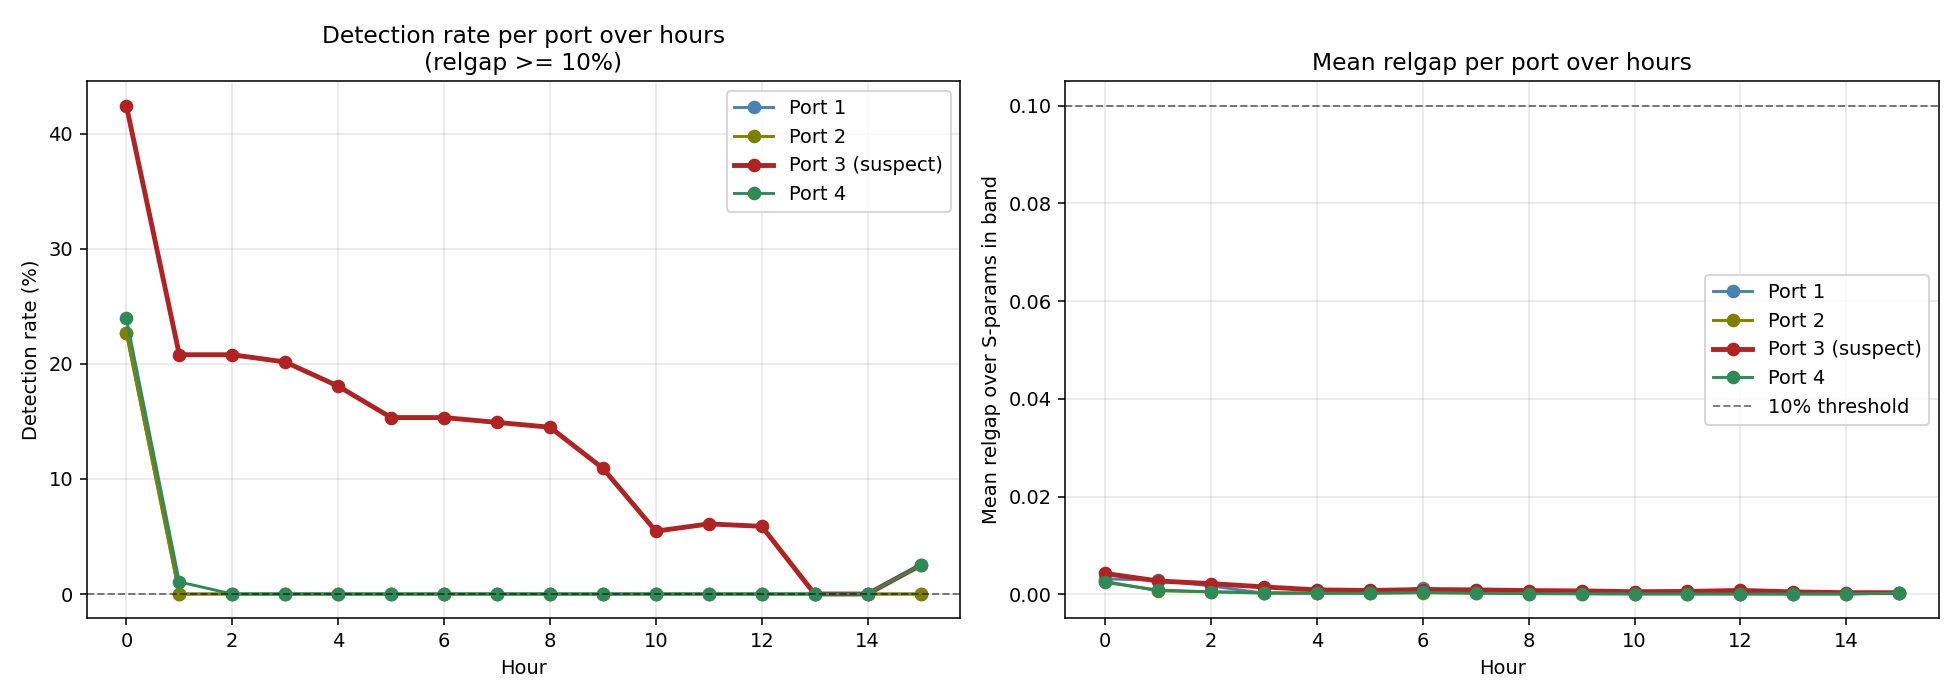 Detection rate per port over hours
(relgap >= 10%)
Detection rate (%)
40
30
20
10
0
0 2 4 6 8 10 12 14
Hour
Port 1
Port 2
Port 3 (suspect)
Port 4
Mean relgap per port over hours
Mean relgap over S-params in band
0.10
0.08
0.06
0.04
0.02
0.00
0 2 4 6 8 10 12 14
Hour
Port 1
Port 2
Port 3 (suspect)
Port 4
10% threshold